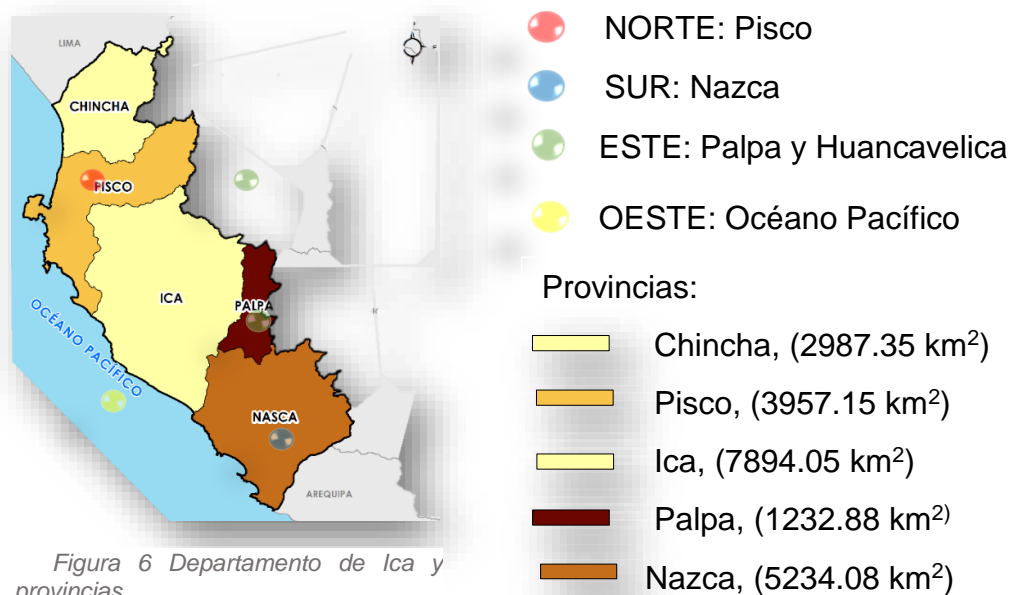 LIMA
CHINCHA
PISCO
ICA
PALPA
OCÉANO PACÍFICO
NASCA
AREQUIPA
Figura 6 Departamento de Ica y
provincias
NORTE: Pisco
SUR: Nazca
ESTE: Palpa y Huancavelica
OESTE: Océano Pacífico
Provincias:
Chincha, (2987.35 km²)
Pisco, (3957.15 km²)
Ica, (7894.05 km²)
Palpa, (1232.88 km²⁾
Nazca, (5234.08 km²)